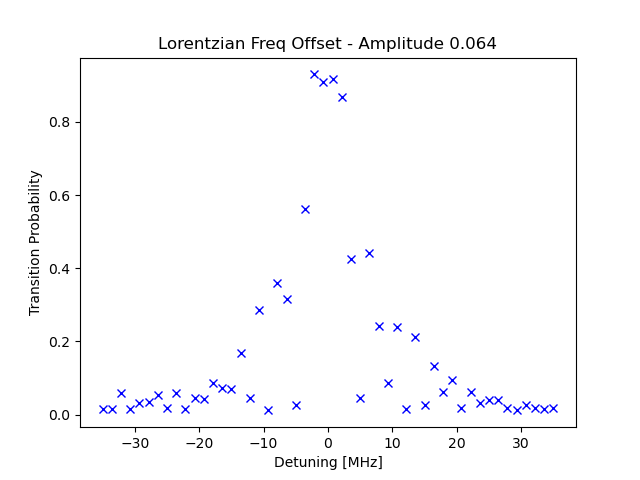 Lorentzian Freq Offset - Amplitude 0.064
Transition Probability
0.8
0.6
0.4
0.2
0.0
−30 −20 −10 0 10 20 30
Detuning [MHz]